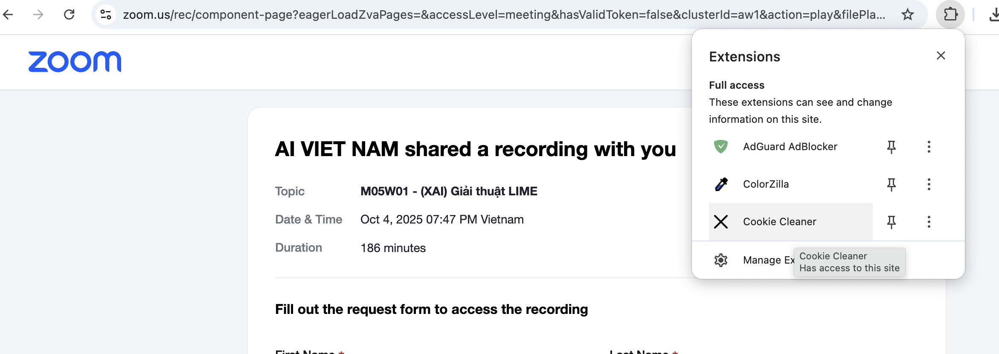 zoom.us/rec/component-page?eagerLoadZvaPages=&accessLevel=meeting&hasValidToken=false&clusterId=aw1&action=play&filePla...
zoom
AI VIET NAM shared a recording with you
Topic M05W01 - (XAI) Giải thuật LIME
Date & Time Oct 4, 2025 07:47 PM Vietnam
Duration 186 minutes
Fill out the request form to access the recording
First Name * Last Name *
Extensions
Full access
These extensions can see and change
information on this site.
AdGuard AdBlocker
ColorZilla
Cookie Cleaner
Manage Ex
Cookie Cleaner
Has access to this site